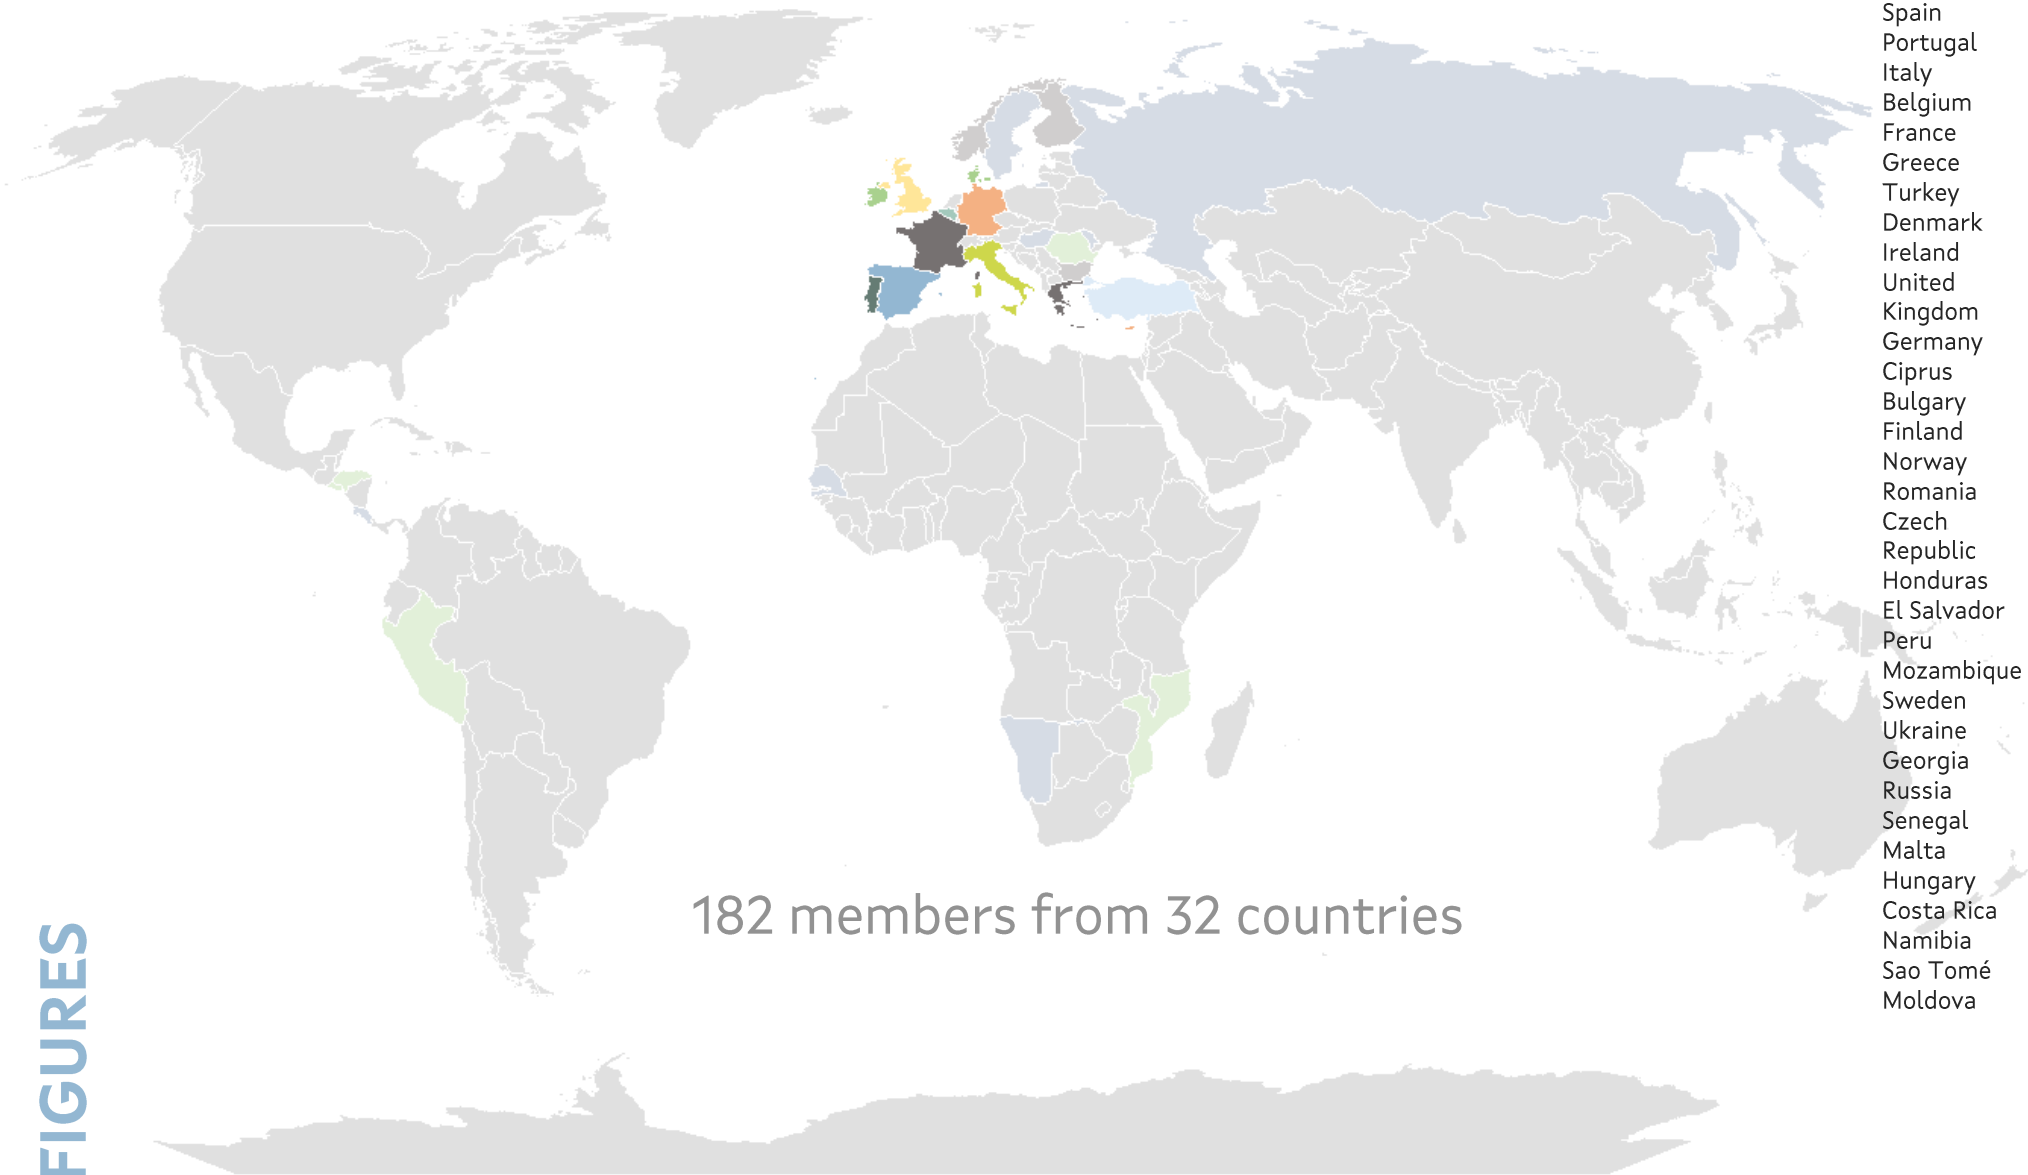 Spain
Portugal
Italy
Belgium
France
Greece
Turkey
Denmark
Ireland
United
Kingdom
Germany
Ciprus
Bulgary
Finland
Norway
Romania
Czech
Republic
Honduras
El Salvador
Peru
Mozambique
Sweden
Ukraine
Georgia
Russia
Senegal
Malta
Hungary
Costa Rica
Namibia
Sao Tomé
Moldova
182 members from 32 countries
FIGURES